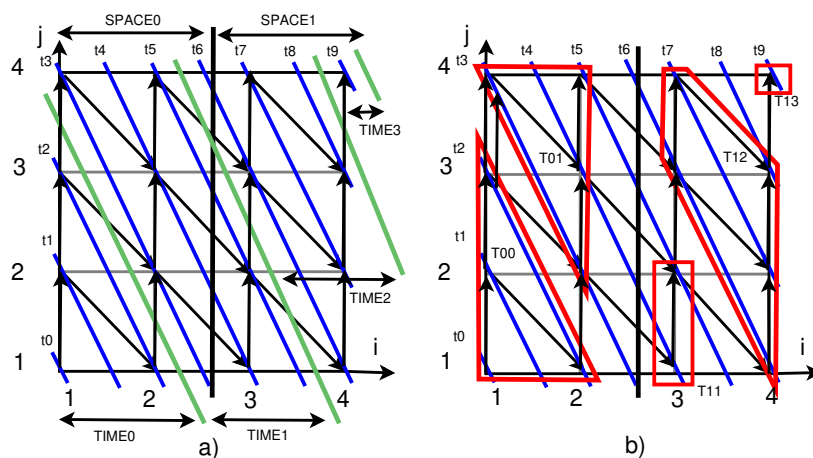 SPACE0 SPACE1
j
t3 t4 t5 t6 t7 t8 t9
4
TIME3
t2
3
t1
2
TIME2
t0
1
i
1 2 3 4
TIME0 TIME1
a)
j
t3 t4 t5 t6 t7 t8 t9
4
T13
t2
T01 T12
3
t1
T00
2
t0
1
i
T11
1 2 3 4
b)